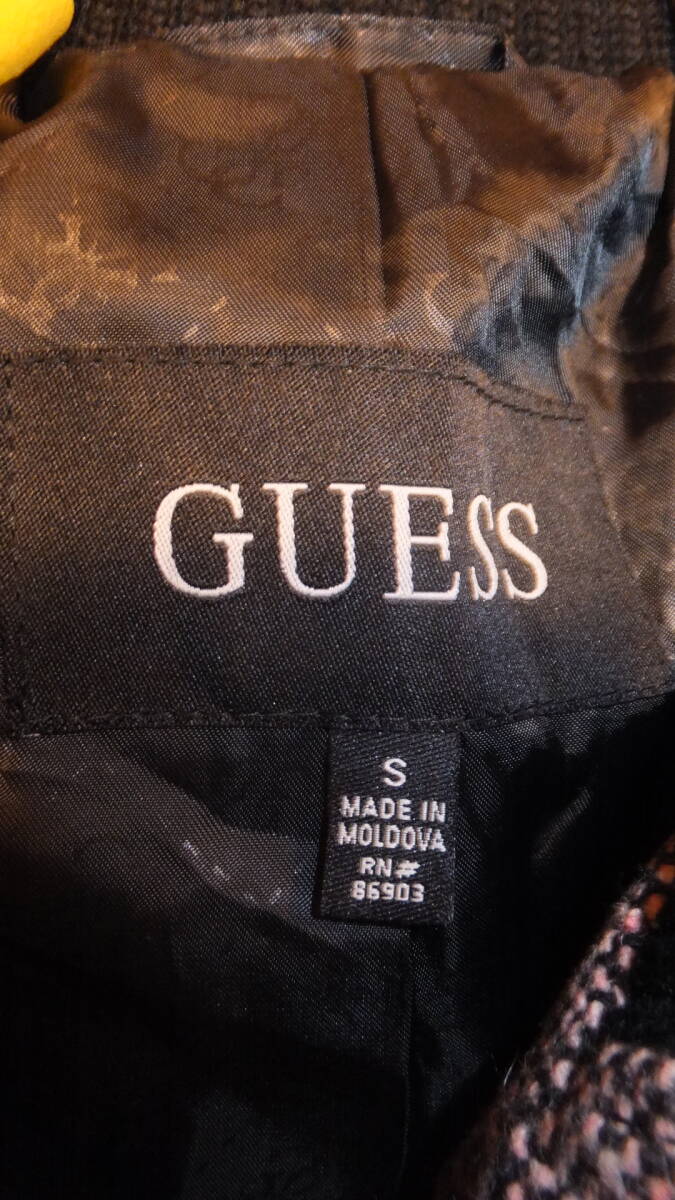 GUESS
S
MADE IN
MOLDOVA
RN#
86903